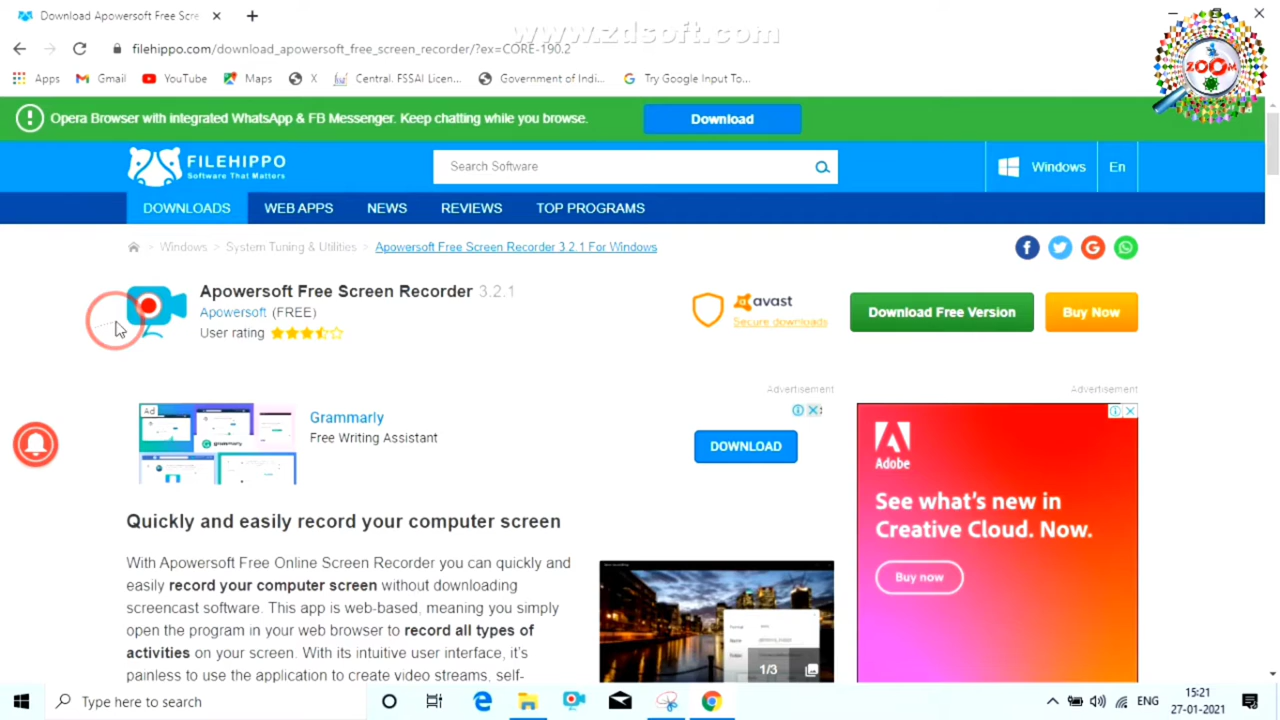 Download Apowersoft Free Scre
www.zdsoft.com
filehippo.com/download_apowersoft_free_screen_recorder/?ex=CORE-190.2
ZOOM
Apps Gmail YouTube Maps X Central. FSSAI Licen... Government of Indi... Try Google Input To...
Opera Browser with integrated WhatsApp & FB Messenger. Keep chatting while you browse. Download
FILEHIPPO
Software That Matters
Search Software
Windows En
DOWNLOADS WEB APPS NEWS REVIEWS TOP PROGRAMS
> Windows > System Tuning & Utilities > Apowersoft Free Screen Recorder 3.2.1 For Windows
Apowersoft Free Screen Recorder 3.2.1
Apowersoft (FREE)
User rating
avast
Secure downloads
Download Free Version Buy Now
Advertisement Advertisement
Ad
grammarly
Grammarly
Free Writing Assistant
DOWNLOAD
Adobe
See what's new in
Creative Cloud. Now.
Buy now
Quickly and easily record your computer screen
With Apowersoft Free Online Screen Recorder you can quickly and
easily record your computer screen without downloading
screencast software. This app is web-based, meaning you simply
open the program in your web browser to record all types of
activities on your screen. With its intuitive user interface, it's
painless to use the application to create video streams, self-
1/3
Type here to search
ENG
15:21
27-01-2021